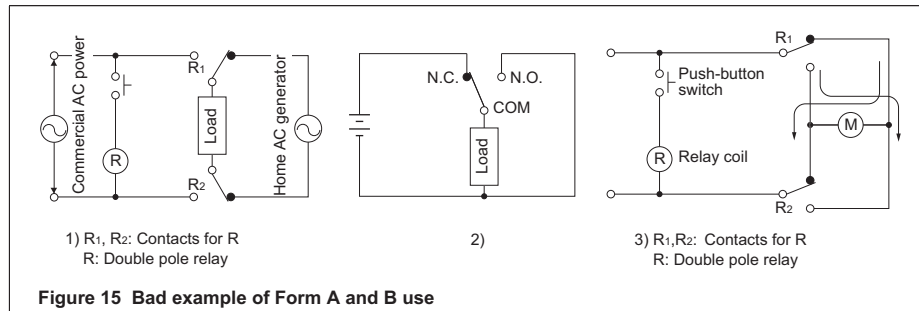 Commercial AC power
R
R1
R2
Load
Home AC generator
1) R1, R2: Contacts for R
R: Double pole relay
N.C.
N.O.
COM
Load
2)
R1
Push-button
switch
M
R
Relay coil
R2
3) R1,R2: Contacts for R
R: Double pole relay
Figure 15 Bad example of Form A and B use